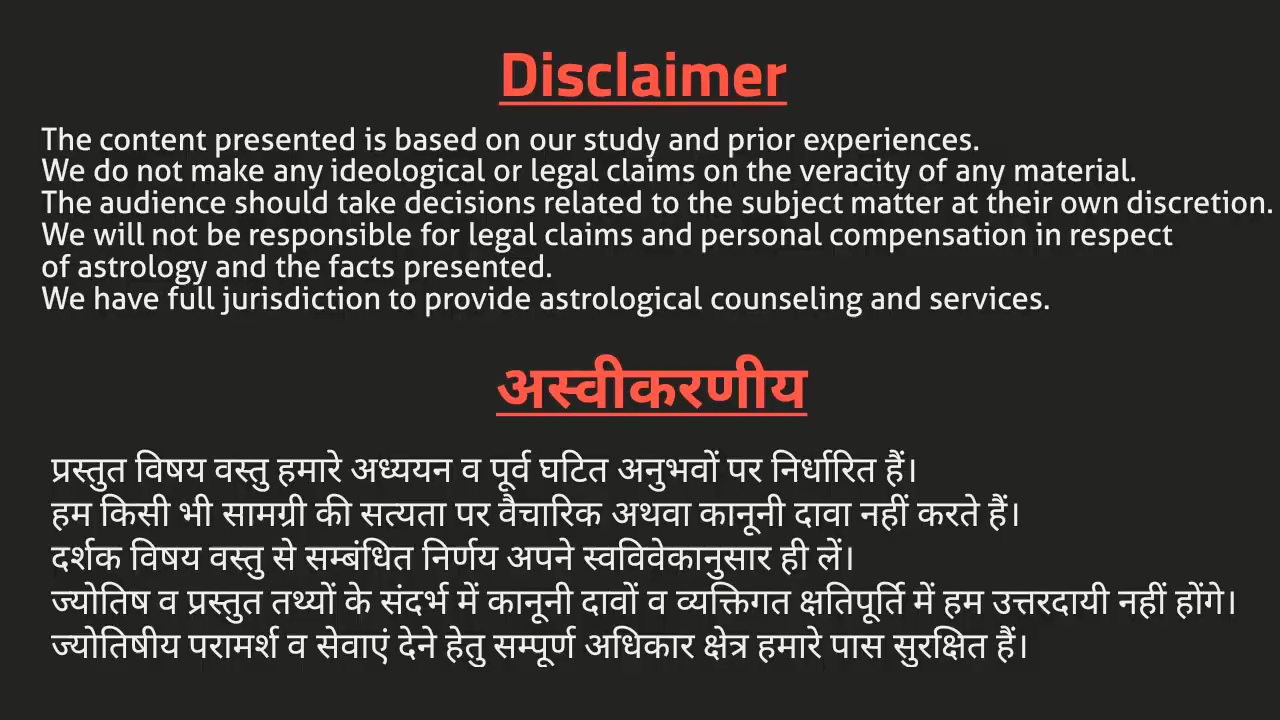 Disclaimer
The content presented is based on our study and prior experiences.
We do not make any ideological or legal claims on the veracity of any material.
The audience should take decisions related to the subject matter at their own discretion.
We will not be responsible for legal claims and personal compensation in respect
of astrology and the facts presented.
We have full jurisdiction to provide astrological counseling and services.
अस्वीकरणीय
प्रस्तुत विषय वस्तु हमारे अध्ययन व पूर्व घटित अनुभवों पर निर्धारित हैं।
हम किसी भी सामग्री की सत्यता पर वैचारिक अथवा कानूनी दावा नहीं करते हैं।
दर्शक विषय वस्तु से सम्बंधित निर्णय अपने स्वविवेकानुसार ही लें।
ज्योतिष व प्रस्तुत तथ्यों के संदर्भ में कानूनी दावों व व्यक्तिगत क्षतिपूर्ति में हम उत्तरदायी नहीं होंगे।
ज्योतिषीय परामर्श व सेवाएं देने हेतु सम्पूर्ण अधिकार क्षेत्र हमारे पास सुरक्षित हैं।